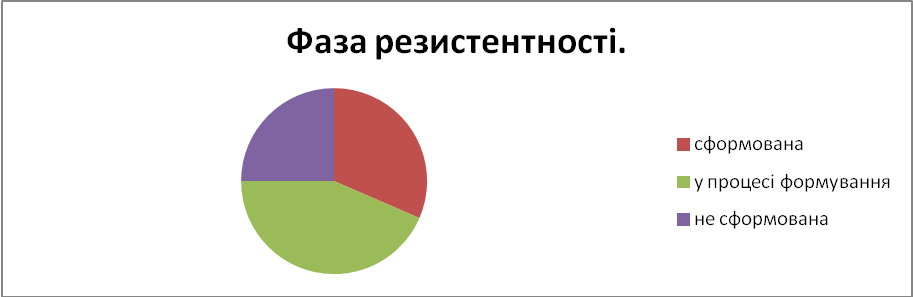 Фаза резистентності.
сформована
у процесі формування
не сформована